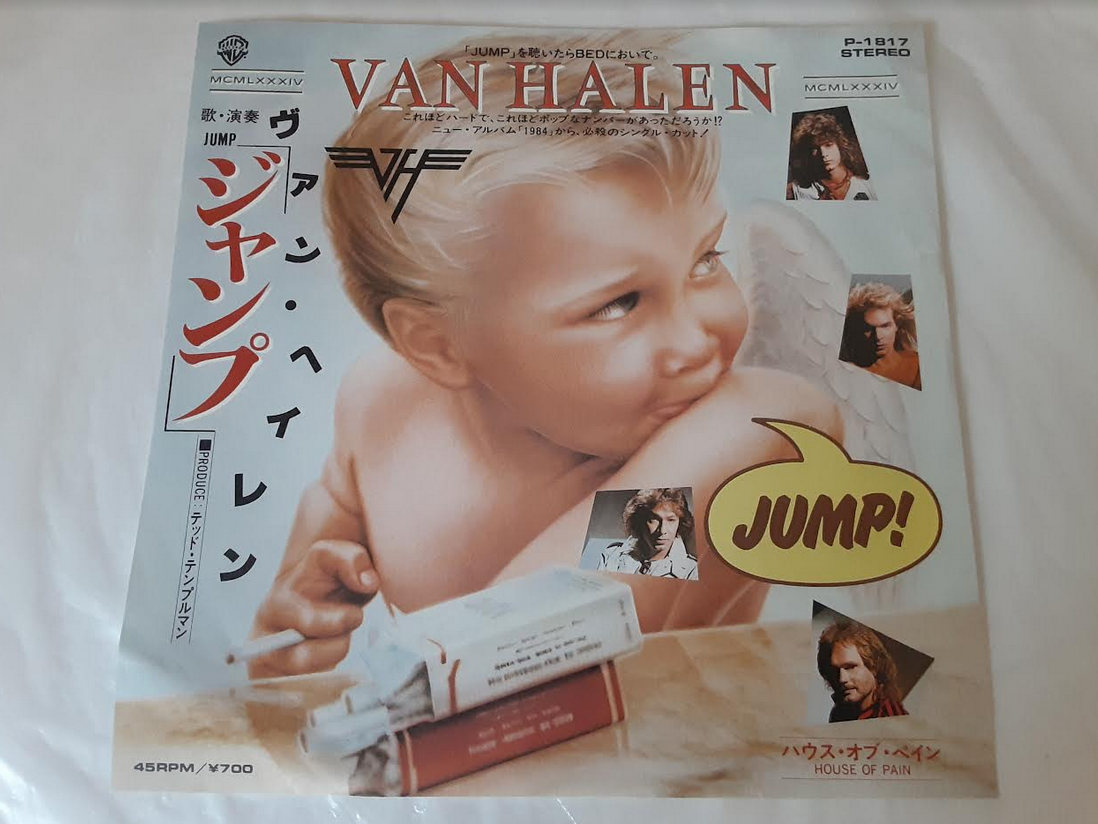 「JUMP」を聴いたらBEDにおいで。
P-1817
STEREO
MCMLXXXIV
VAN HALEN
MCMLXXXIV
これほどハードで、これほどポップなナンバーがあっただろうか!?
ニュー・アルバム「1984」から、必殺のシングル・カット!
歌・演奏
ヴァン・ヘイレン
JUMP
ジャンプ
VH
■PRODUCE:テッド・テンプルマン
JUMP!
ハウス・オブ・ペイン
HOUSE OF PAIN
45RPM/¥700